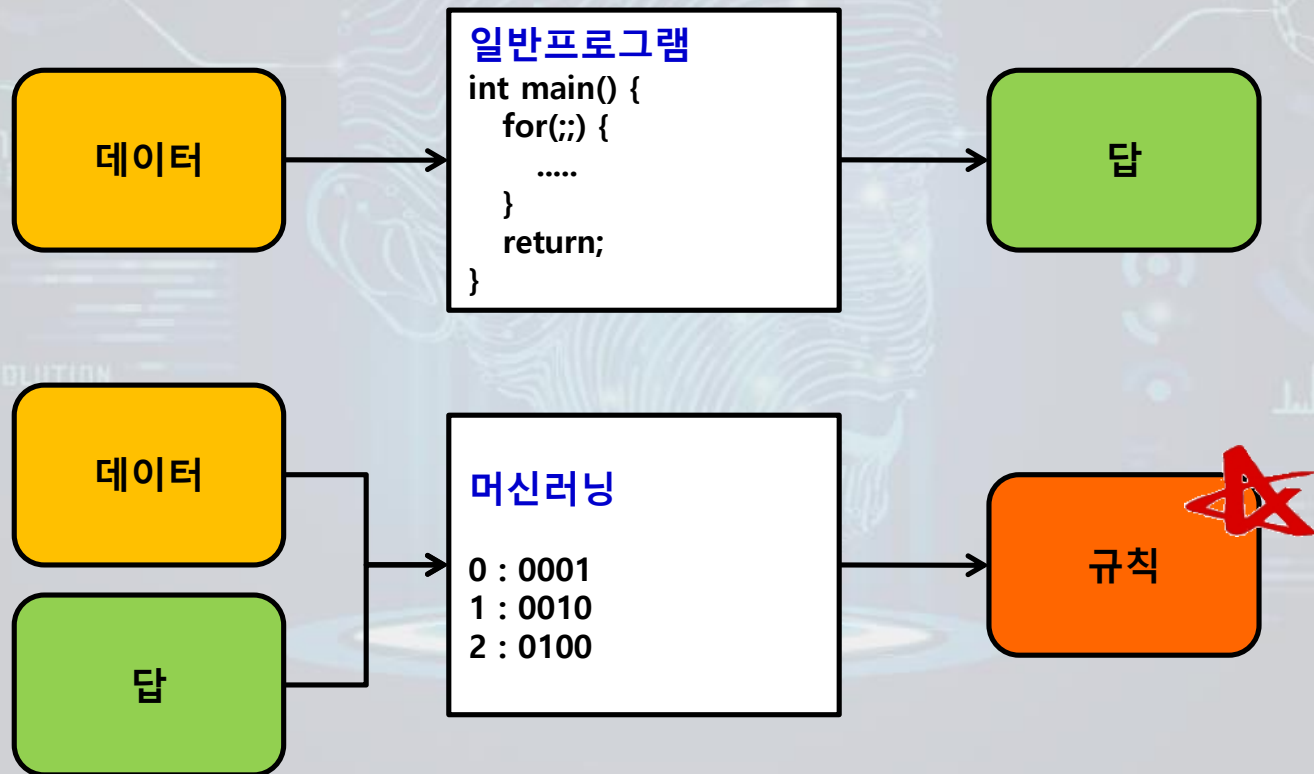 일반프로그램
int main() {
for(;;) {
.....
}
return;
}
데이터
답
머신러닝
0 : 0001
1 : 0010
2 : 0100
데이터
답
규칙